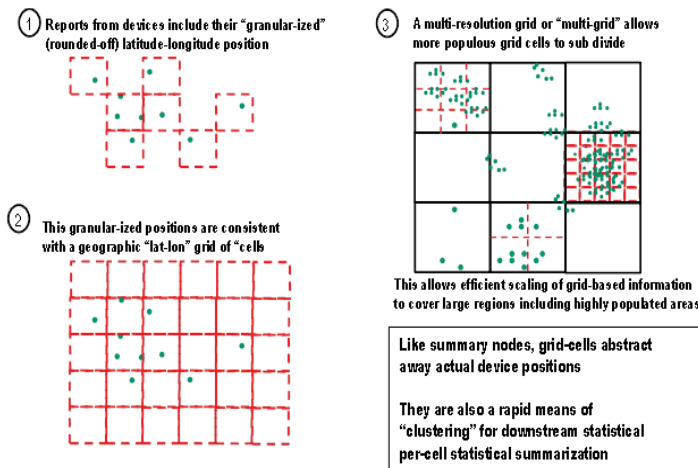 1 Reports from devices include their "granular-ized"
(rounded-off) latitude-longitude position
2
This granular-ized positions are consistent
with a geographic "lat-lon" grid of "cells
3 A multi-resolution grid or "multi-grid" allows
more populous grid cells to sub divide
This allows efficient scaling of grid-based information
to cover large regions including highly populated areas
Like summary nodes, grid-cells abstract
away actual device positions
They are also a rapid means of
"clustering" for downstream statistical
per-cell statistical summarization